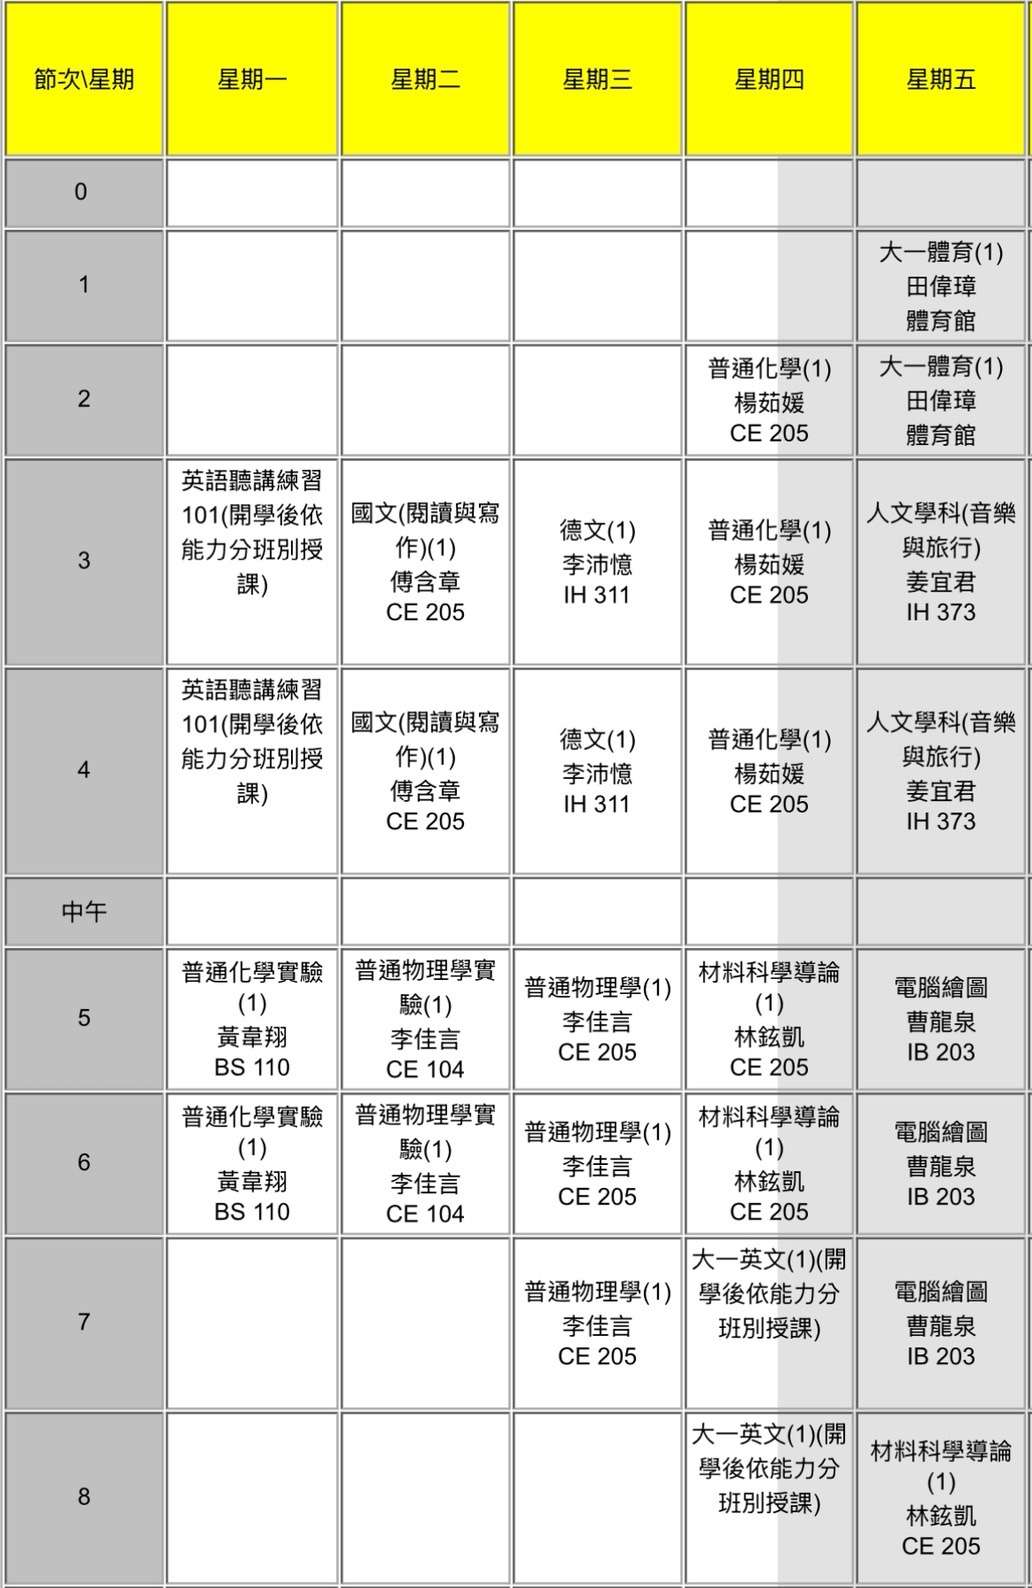 節次\星期
星期一
星期二
星期三
星期四
星期五
0
1
大一體育(1)
田偉璋
體育館
2
普通化學(1)
楊茹媛
CE 205
大一體育(1)
田偉璋
體育館
3
英語聽講練習
101(開學後依
能力分班別授
課)
國文(閱讀與寫
作)(1)
傅含章
CE 205
德文(1)
李沛憶
IH 311
普通化學(1)
楊茹媛
CE 205
人文學科(音樂
與旅行)
姜宜君
IH 373
4
英語聽講練習
101(開學後依
能力分班別授
課)
國文(閱讀與寫
作)(1)
傅含章
CE 205
德文(1)
李沛憶
IH 311
普通化學(1)
楊茹媛
CE 205
人文學科(音樂
與旅行)
姜宜君
IH 373
中午
5
普通化學實驗
(1)
黃韋翔
BS 110
普通物理學實
驗(1)
李佳言
CE 104
普通物理學(1)
李佳言
CE 205
材料科學導論
(1)
林鉉凱
CE 205
電腦繪圖
曹龍泉
IB 203
6
普通化學實驗
(1)
黃韋翔
BS 110
普通物理學實
驗(1)
李佳言
CE 104
普通物理學(1)
李佳言
CE 205
材料科學導論
(1)
林鉉凱
CE 205
電腦繪圖
曹龍泉
IB 203
7
普通物理學(1)
李佳言
CE 205
大一英文(1)(開
學後依能力分
班別授課)
電腦繪圖
曹龍泉
IB 203
8
大一英文(1)(開
學後依能力分
班別授課)
材料科學導論
(1)
林鉉凱
CE 205